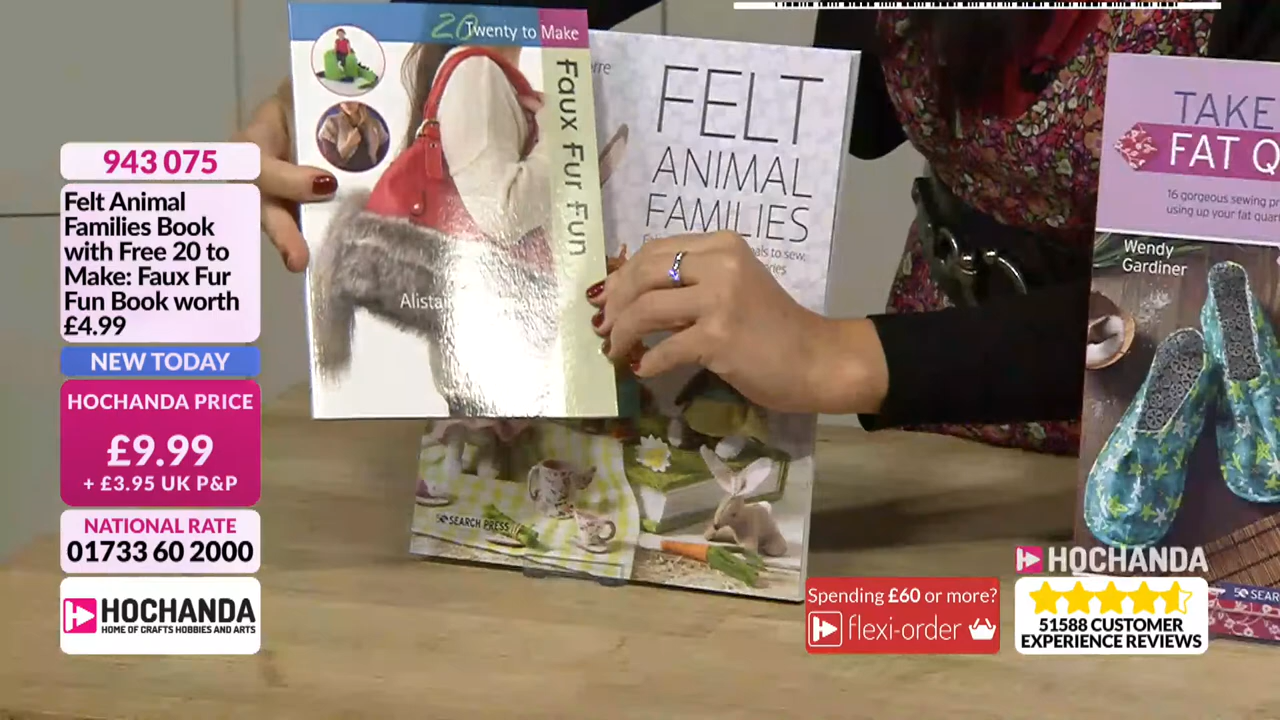 943 075
Felt Animal
Families Book
with Free 20 to
Make: Faux Fur
Fun Book worth
£4.99
NEW TODAY
HOCHANDA PRICE
£9.99
+ £3.95 UK P&P
NATIONAL RATE
01733 60 2000
HOCHANDA
HOME OF CRAFTS HOBBIES AND ARTS
20 Twenty to Make
Faux Fur Fun
FELT
ANIMAL
FAMILIES
to sew,
SEARCH PRESS
TAKE
FAT Q
16 gorgeous sewing
using up your fat
Wendy
Gardiner
HOCHANDA
Spending £60 or more?
flexi-order
51588 CUSTOMER
EXPERIENCE REVIEWS